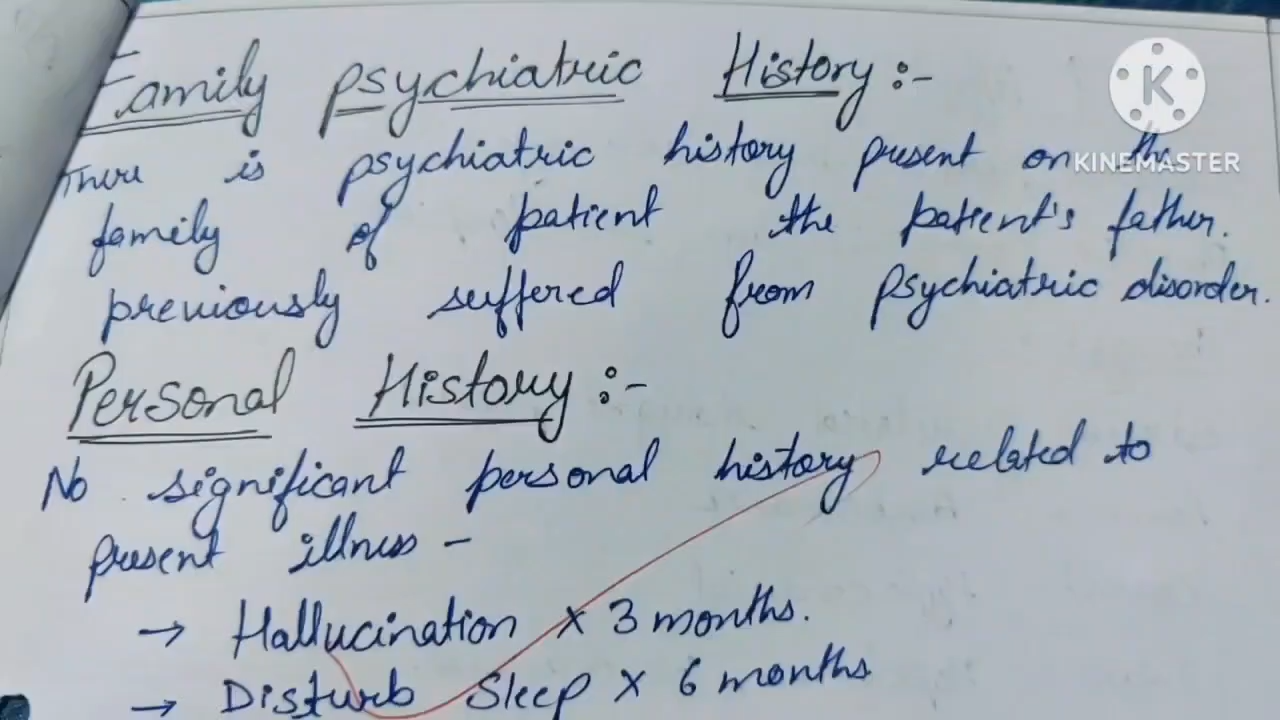 Family psychiatric History :-
There is psychiatric history present on the
family of patient the patient's father.
previously suffered from psychiatric disorder.
Personal History :-
No significant personal history related to
present illness -
→ Hallucination x 3 months.
→ Disturb Sleep x 6 months
K
KINEMASTER